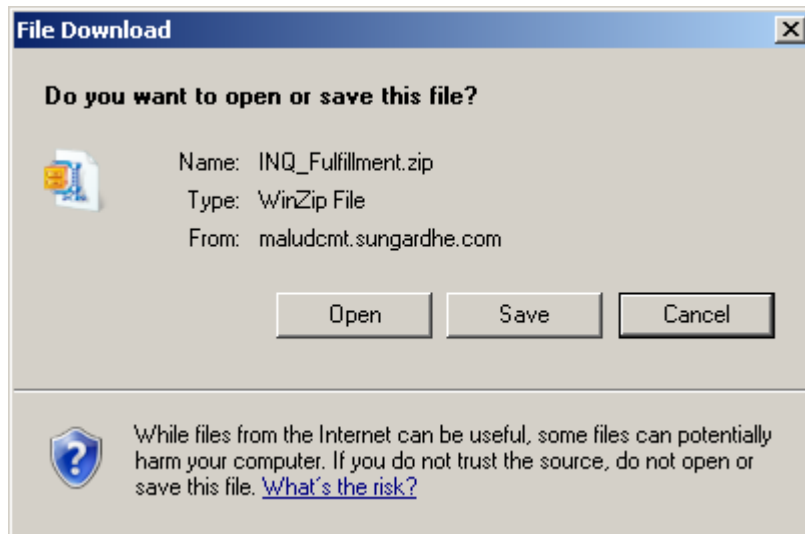 File Download
Do you want to open or save this file?
Name: INQ_Fulfillment.zip
Type: WinZip File
From: maludcmt.sungardhe.com
Open Save Cancel
While files from the Internet can be useful, some files can potentially
harm your computer. If you do not trust the source, do not open or
save this file. What's the risk?